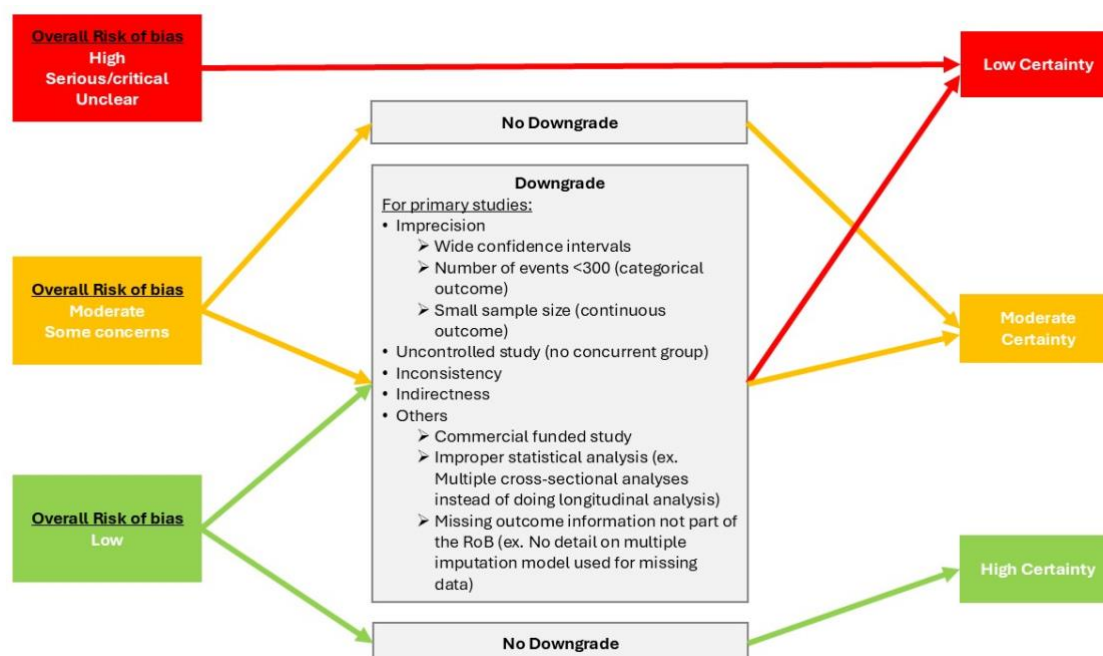 Overall Risk of bias
High
Serious/critical
Unclear
Low Certainty
No Downgrade
Downgrade
For primary studies:
• Imprecision
➢ Wide confidence intervals
➢ Number of events <300 (categorical
outcome)
➢ Small sample size (continuous
outcome)
• Uncontrolled study (no concurrent group)
• Inconsistency
• Indirectness
• Others
➢ Commercial funded study
➢ Improper statistical analysis (ex.
Multiple cross-sectional analyses
instead of doing longitudinal analysis)
➢ Missing outcome information not part of
the RoB (ex. No detail on multiple
imputation model used for missing
data)
Overall Risk of bias
Moderate
Some concerns
Moderate
Certainty
Overall Risk of bias
Low
High Certainty
No Downgrade